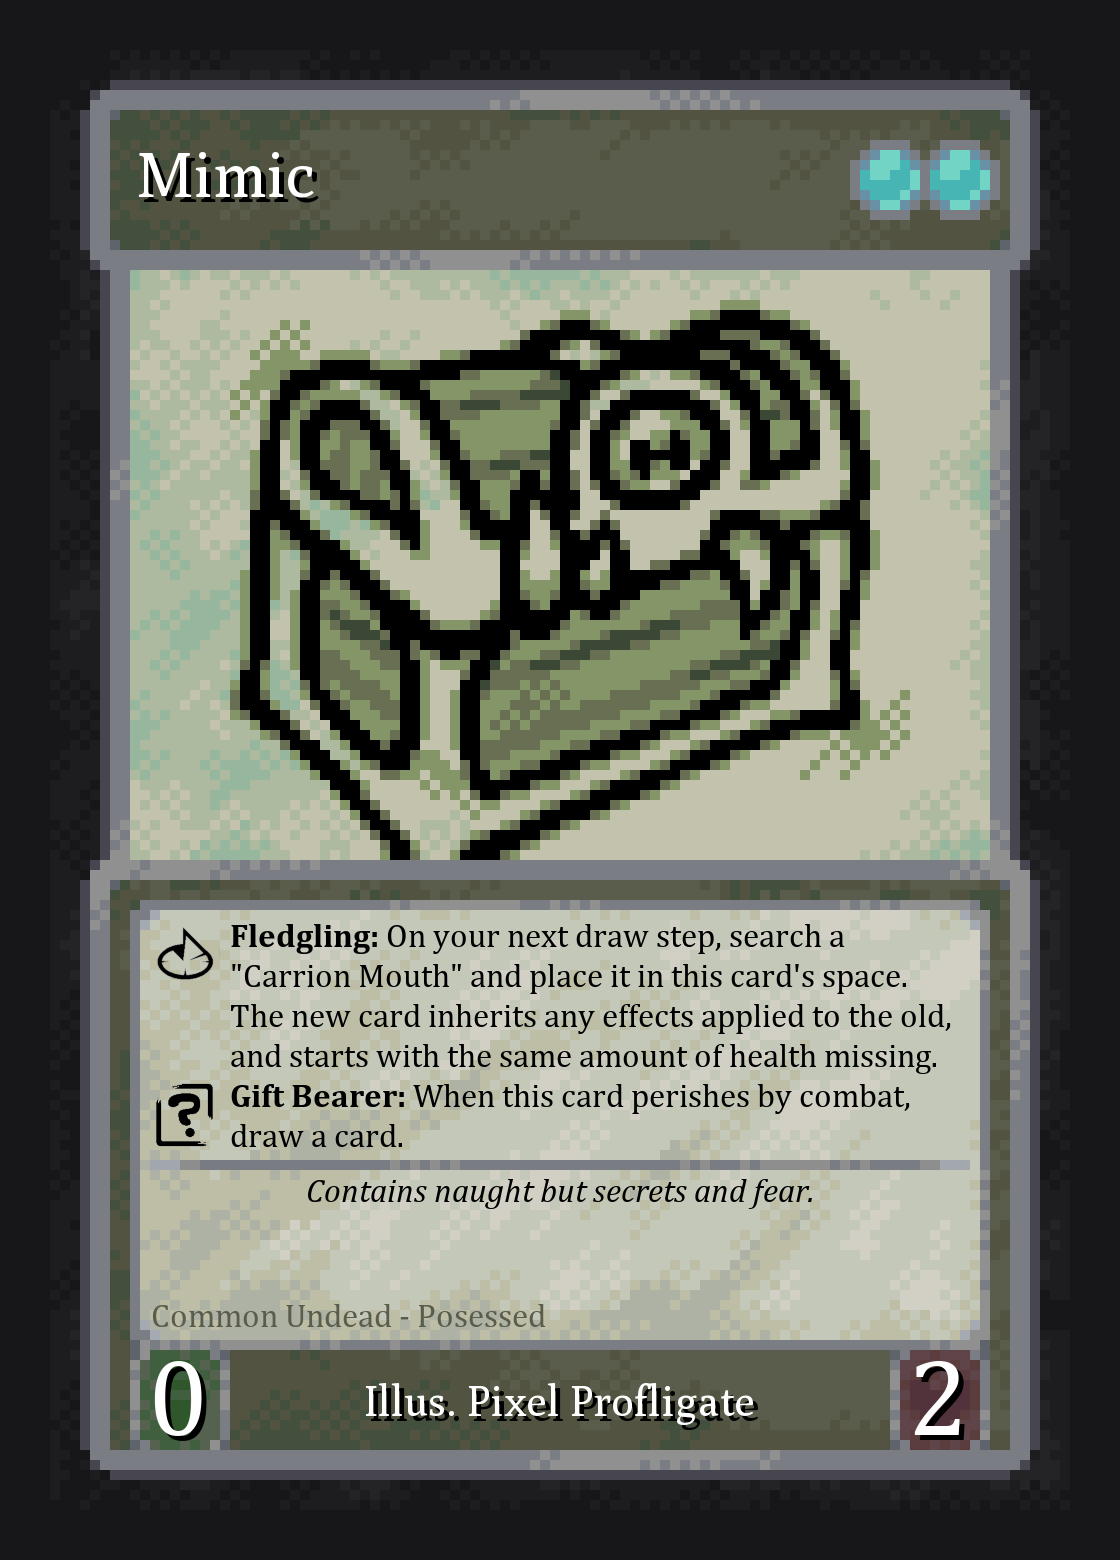 Mimic
Fledgling: On your next draw step, search a
"Carrion Mouth" and place it in this card's space.
The new card inherits any effects applied to the old,
and starts with the same amount of health missing.
Gift Bearer: When this card perishes by combat,
draw a card.
Contains naught but secrets and fear.
Common Undead - Posessed
0
Illus. Pixel Profligate
2